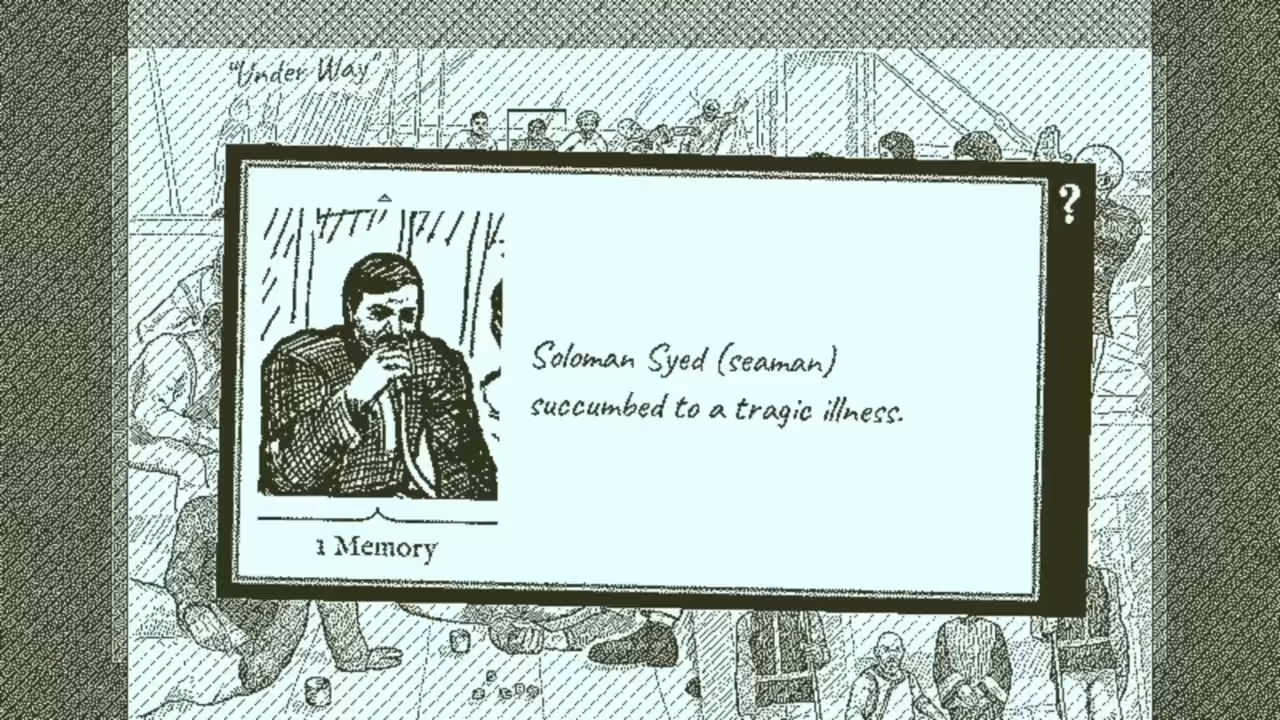 "Under Way"
?
Soloman Syed (seaman)
succumbed to a tragic illness.
1 Memory